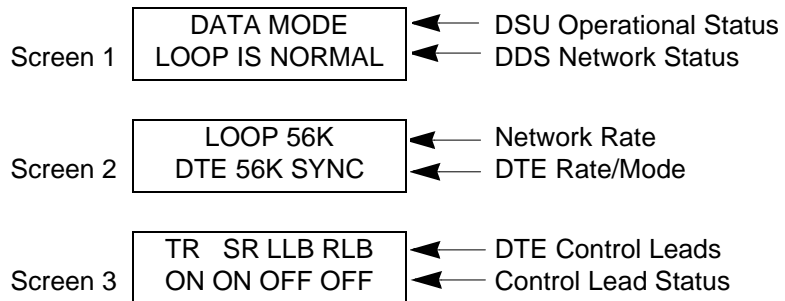 DATA MODE DSU Operational Status
Screen 1 LOOP IS NORMAL DDS Network Status
LOOP 56K Network Rate
Screen 2 DTE 56K SYNC DTE Rate/Mode
TR SR LLB RLB DTE Control Leads
Screen 3 ON ON OFF OFF Control Lead Status